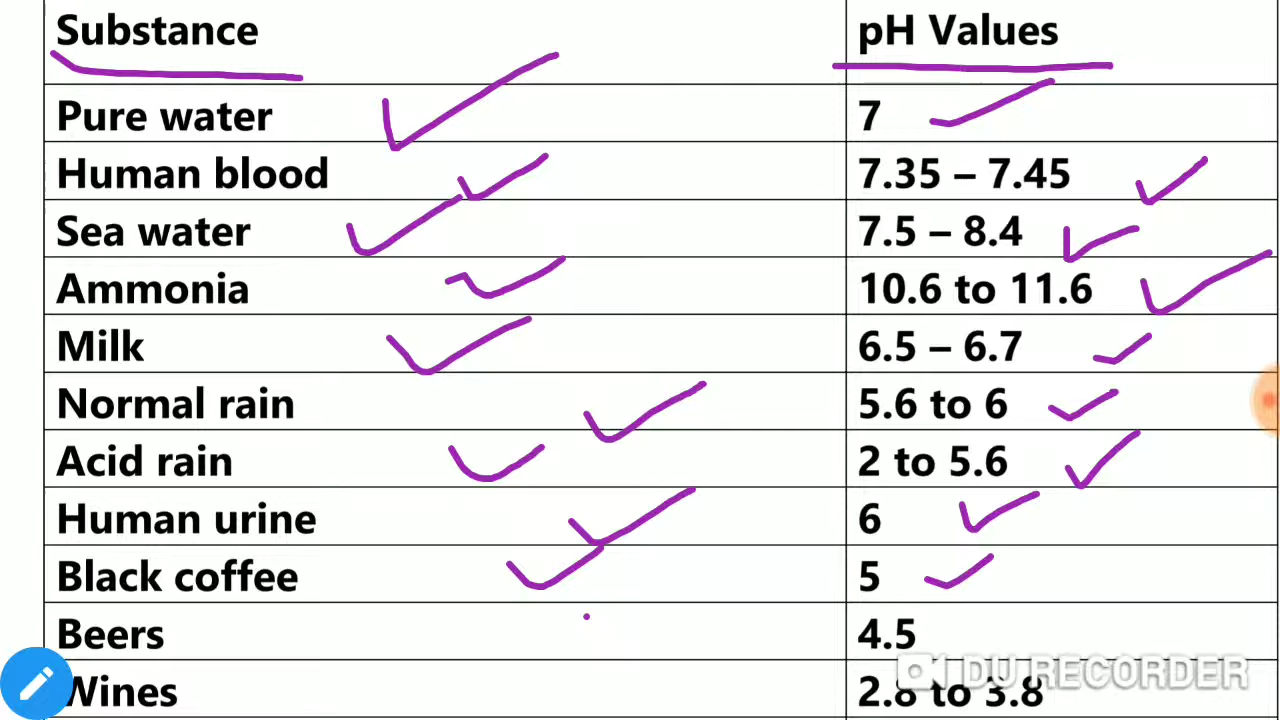 Substance pH Values
Pure water 7
Human blood 7.35 – 7.45
Sea water 7.5 – 8.4
Ammonia 10.6 to 11.6
Milk 6.5 – 6.7
Normal rain 5.6 to 6
Acid rain 2 to 5.6
Human urine 6
Black coffee 5
Beers 4.5
Wines 2.8 to 3.8
DU RECORDER